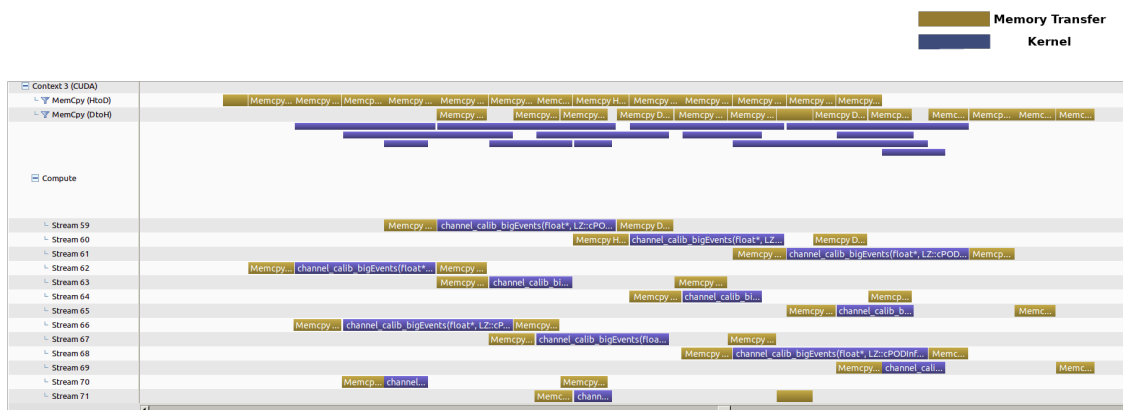 Memory Transfer
Kernel
Context 3 (CUDA)
MemCpy (HtoD) Memcpy... Memcpy ... Memcp... Memcpy ... Memcpy ... Memcpy... Memc... Memcpy H... Memcpy ... Memcpy ... Memcpy ... Memcpy ... Memcpy...
MemCpy (DtoH) Memcpy ... Memcpy... Memcpy... Memcpy D... Memcpy ... Memcpy ... Memcpy D... Memcp... Memc... Memcp... Memc... Memc...
Compute
Stream 59 Memcpy ... channel_calib_bigEvents(float*, LZ::cPO... Memcpy D...
Stream 60 Memcpy H... channel_calib_bigEvents(float*, LZ... Memcpy D...
Stream 61 Memcpy ... channel_calib_bigEvents(float*, LZ::cPOD... Memcp...
Stream 62 Memcpy... channel_calib_bigEvents(float*... Memcpy ...
Stream 63 Memcpy ... channel_calib_bi... Memcpy ...
Stream 64 Memcpy ... channel_calib_bi... Memcp...
Stream 65 Memcpy ... channel_calib_b... Memc...
Stream 66 Memcpy ... channel_calib_bigEvents(float*, LZ::cP... Memcpy...
Stream 67 Memcpy ... channel_calib_bigEvents(floa... Memcpy ...
Stream 68 Memcpy ... channel_calib_bigEvents(float*, LZ::cPODInf... Memc...
Stream 69 Memcpy... channel_cali... Memc...
Stream 70 Memcp... channel... Memcpy...
Stream 71 Memc... chann...